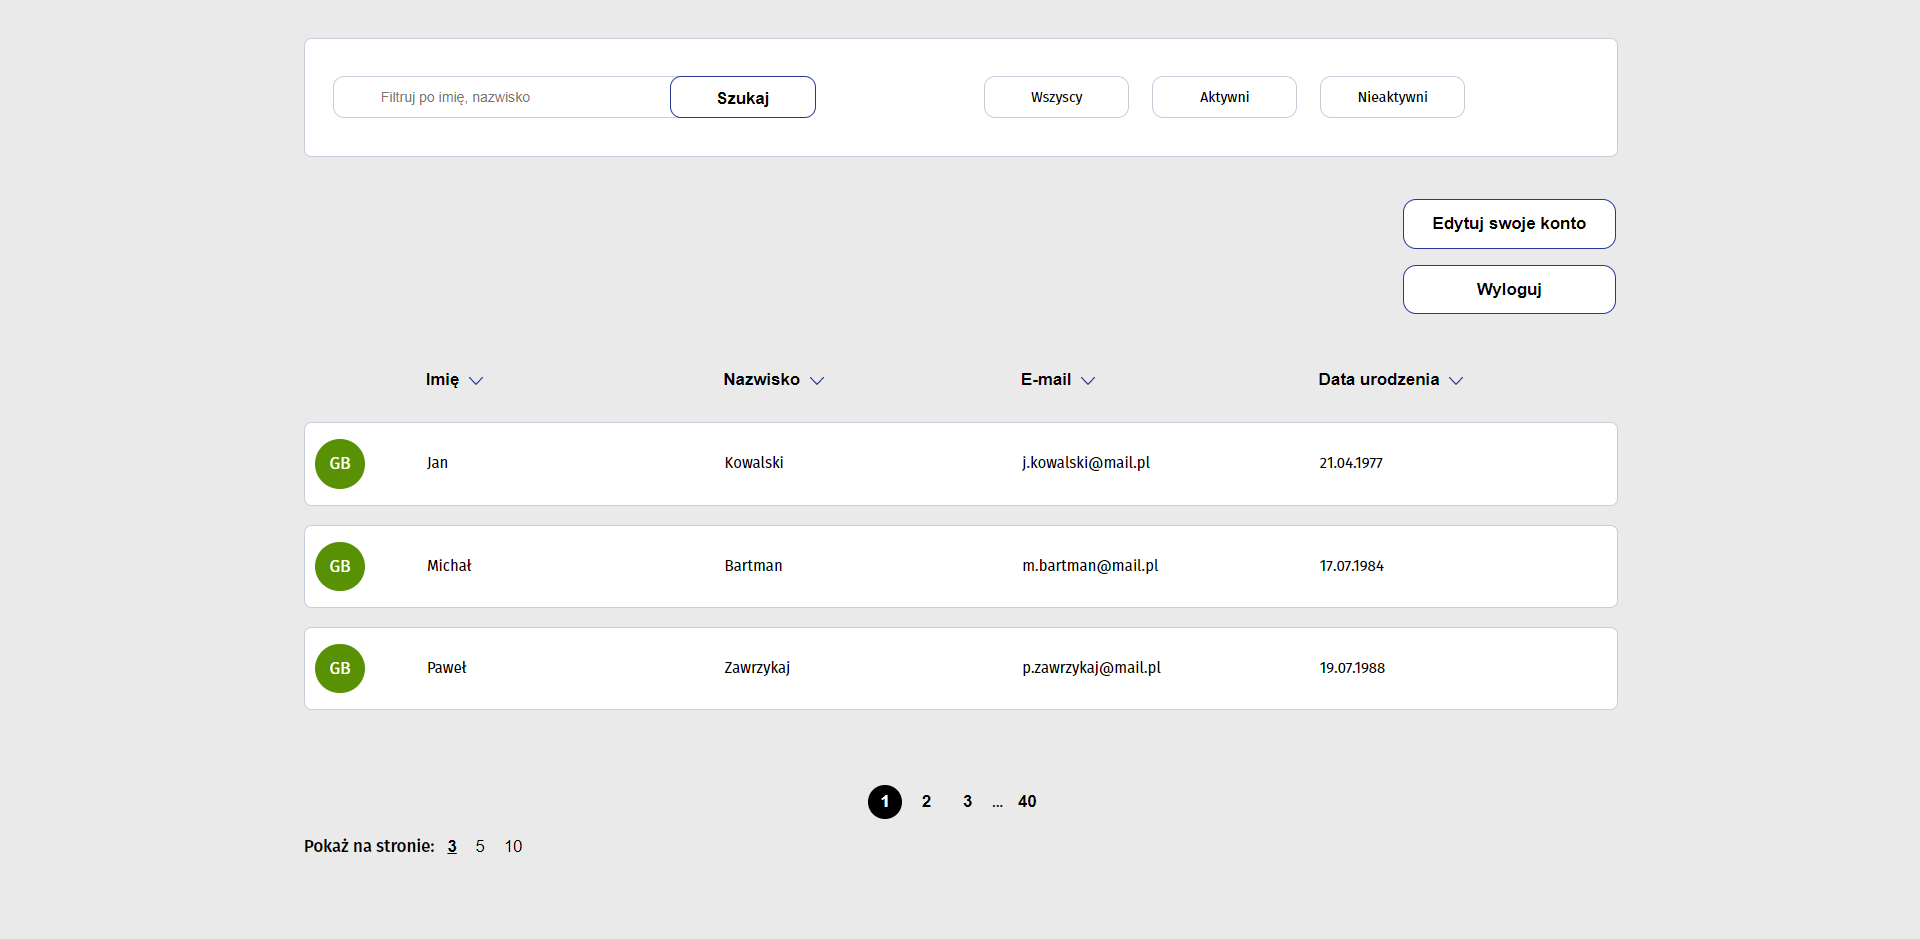 Filtruj po imię, nazwisko Szukaj Wszyscy Aktywni Nieaktywni
Edytuj swoje konto
Wyloguj
Imię Nazwisko E-mail Data urodzenia
GB Jan Kowalski j.kowalski@mail.pl 21.04.1977
GB Michał Bartman m.bartman@mail.pl 17.07.1984
GB Paweł Zawrzykaj p.zawrzykaj@mail.pl 19.07.1988
1 2 3 ... 40
Pokaż na stronie: 3 5 10